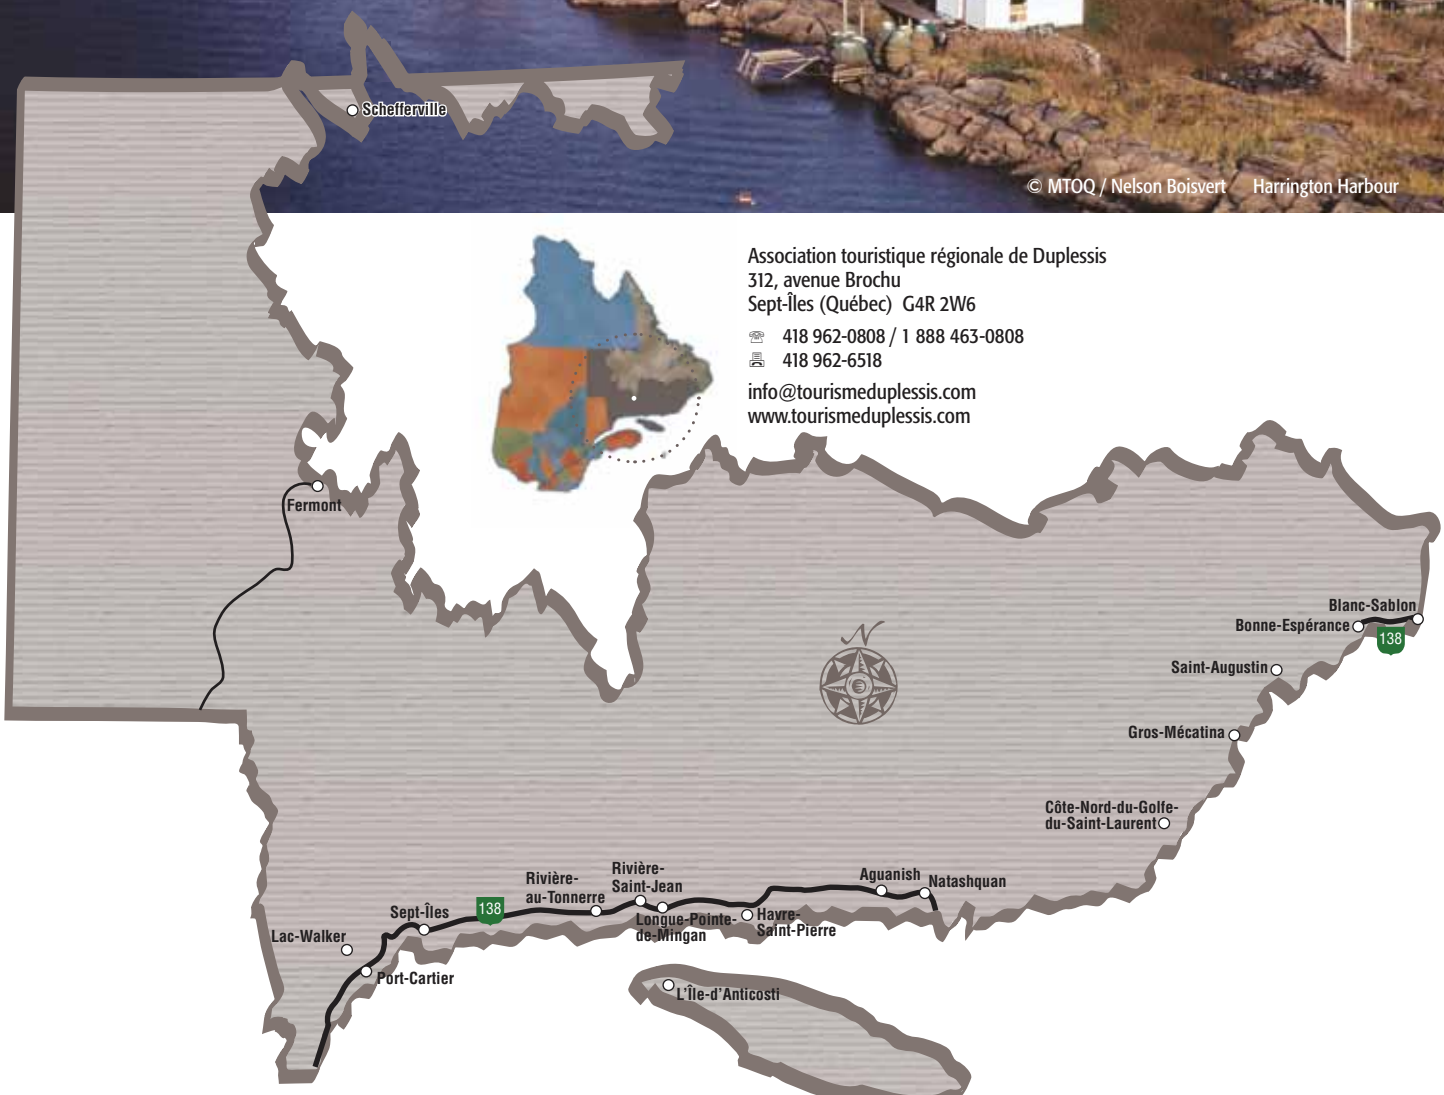 Schefferville
© MTOQ / Nelson Boisvert Harrington Harbour
Association touristique régionale de Duplessis
312, avenue Brochu
Sept-Îles (Québec) G4R 2W6
418 962-0808 / 1 888 463-0808
418 962-6518
info@tourismeduplessis.com
www.tourismeduplessis.com
Fermont
Blanc-Sablon
Bonne-Espérance
138
Saint-Augustin
N
Gros-Mécatina
Côte-Nord-du-Golfe-
du-Saint-Laurent
Aguanish
Natashquan
Rivière-
Saint-Jean
Rivière-
au-Tonnerre
Longue-Pointe-
de-Mingan
Havre-
Saint-Pierre
138
Sept-Îles
Lac-Walker
Port-Cartier
L'Île-d'Anticosti